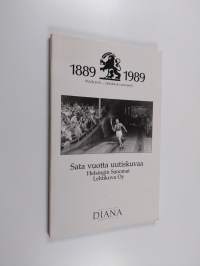 1889 1989
Sata vuotta uutiskuvaa
Helsingin Sanomat
Lehtikuva Oy
DIANA